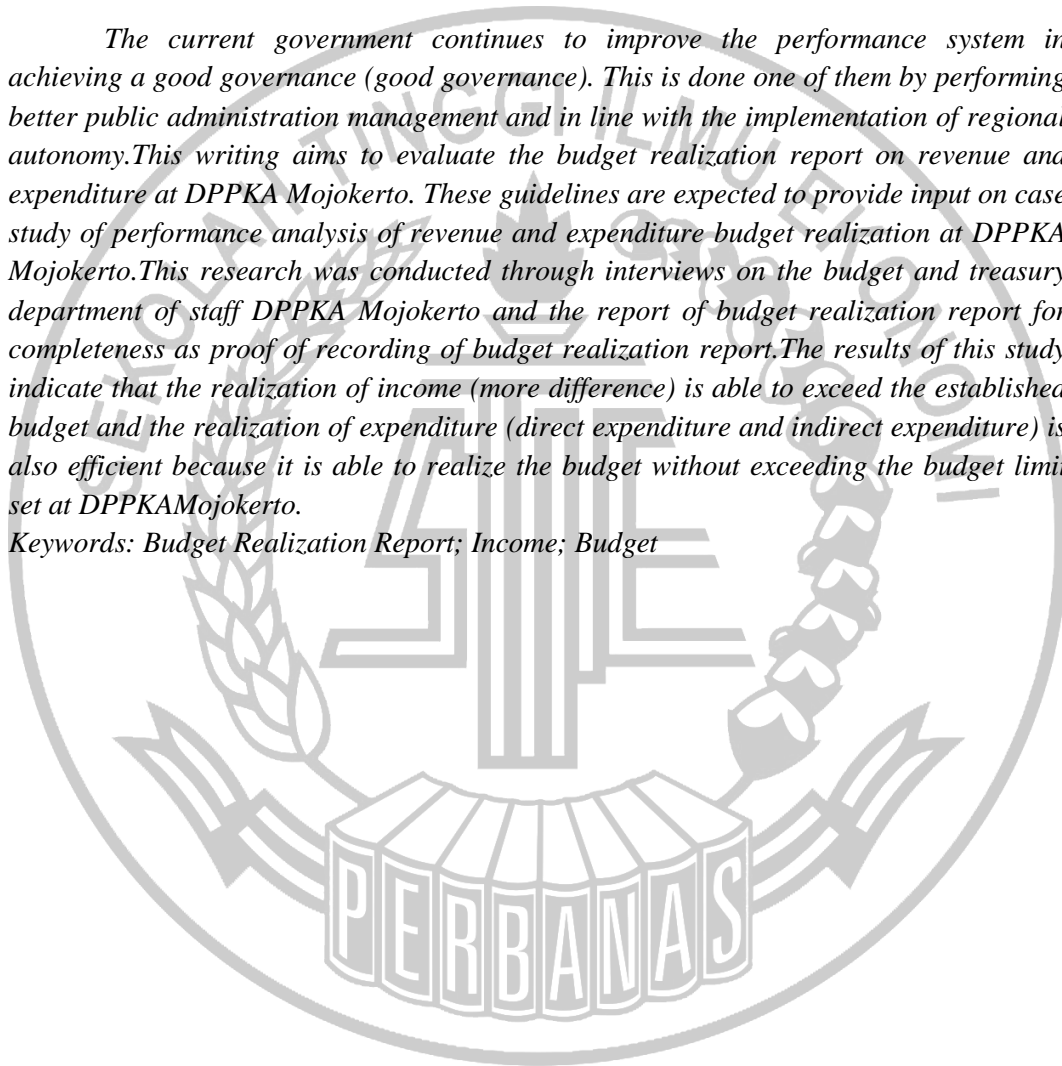 The current government continues to improve the performance system in
achieving a good governance (good governance). This is done one of them by performing
better public administration management and in line with the implementation of regional
autonomy.This writing aims to evaluate the budget realization report on revenue and
expenditure at DPPKA Mojokerto. These guidelines are expected to provide input on case
study of performance analysis of revenue and expenditure budget realization at DPPKA
Mojokerto.This research was conducted through interviews on the budget and treasury
department of staff DPPKA Mojokerto and the report of budget realization report for
completeness as proof of recording of budget realization report.The results of this study
indicate that the realization of income (more difference) is able to exceed the established
budget and the realization of expenditure (direct expenditure and indirect expenditure) is
also efficient because it is able to realize the budget without exceeding the budget limi
set at DPPKAMojokerto.
Keywords: Budget Realization Report; Income; Budget
SEKOLAH TINGGI ILMU EKONOMI
STIE
PERBANAS